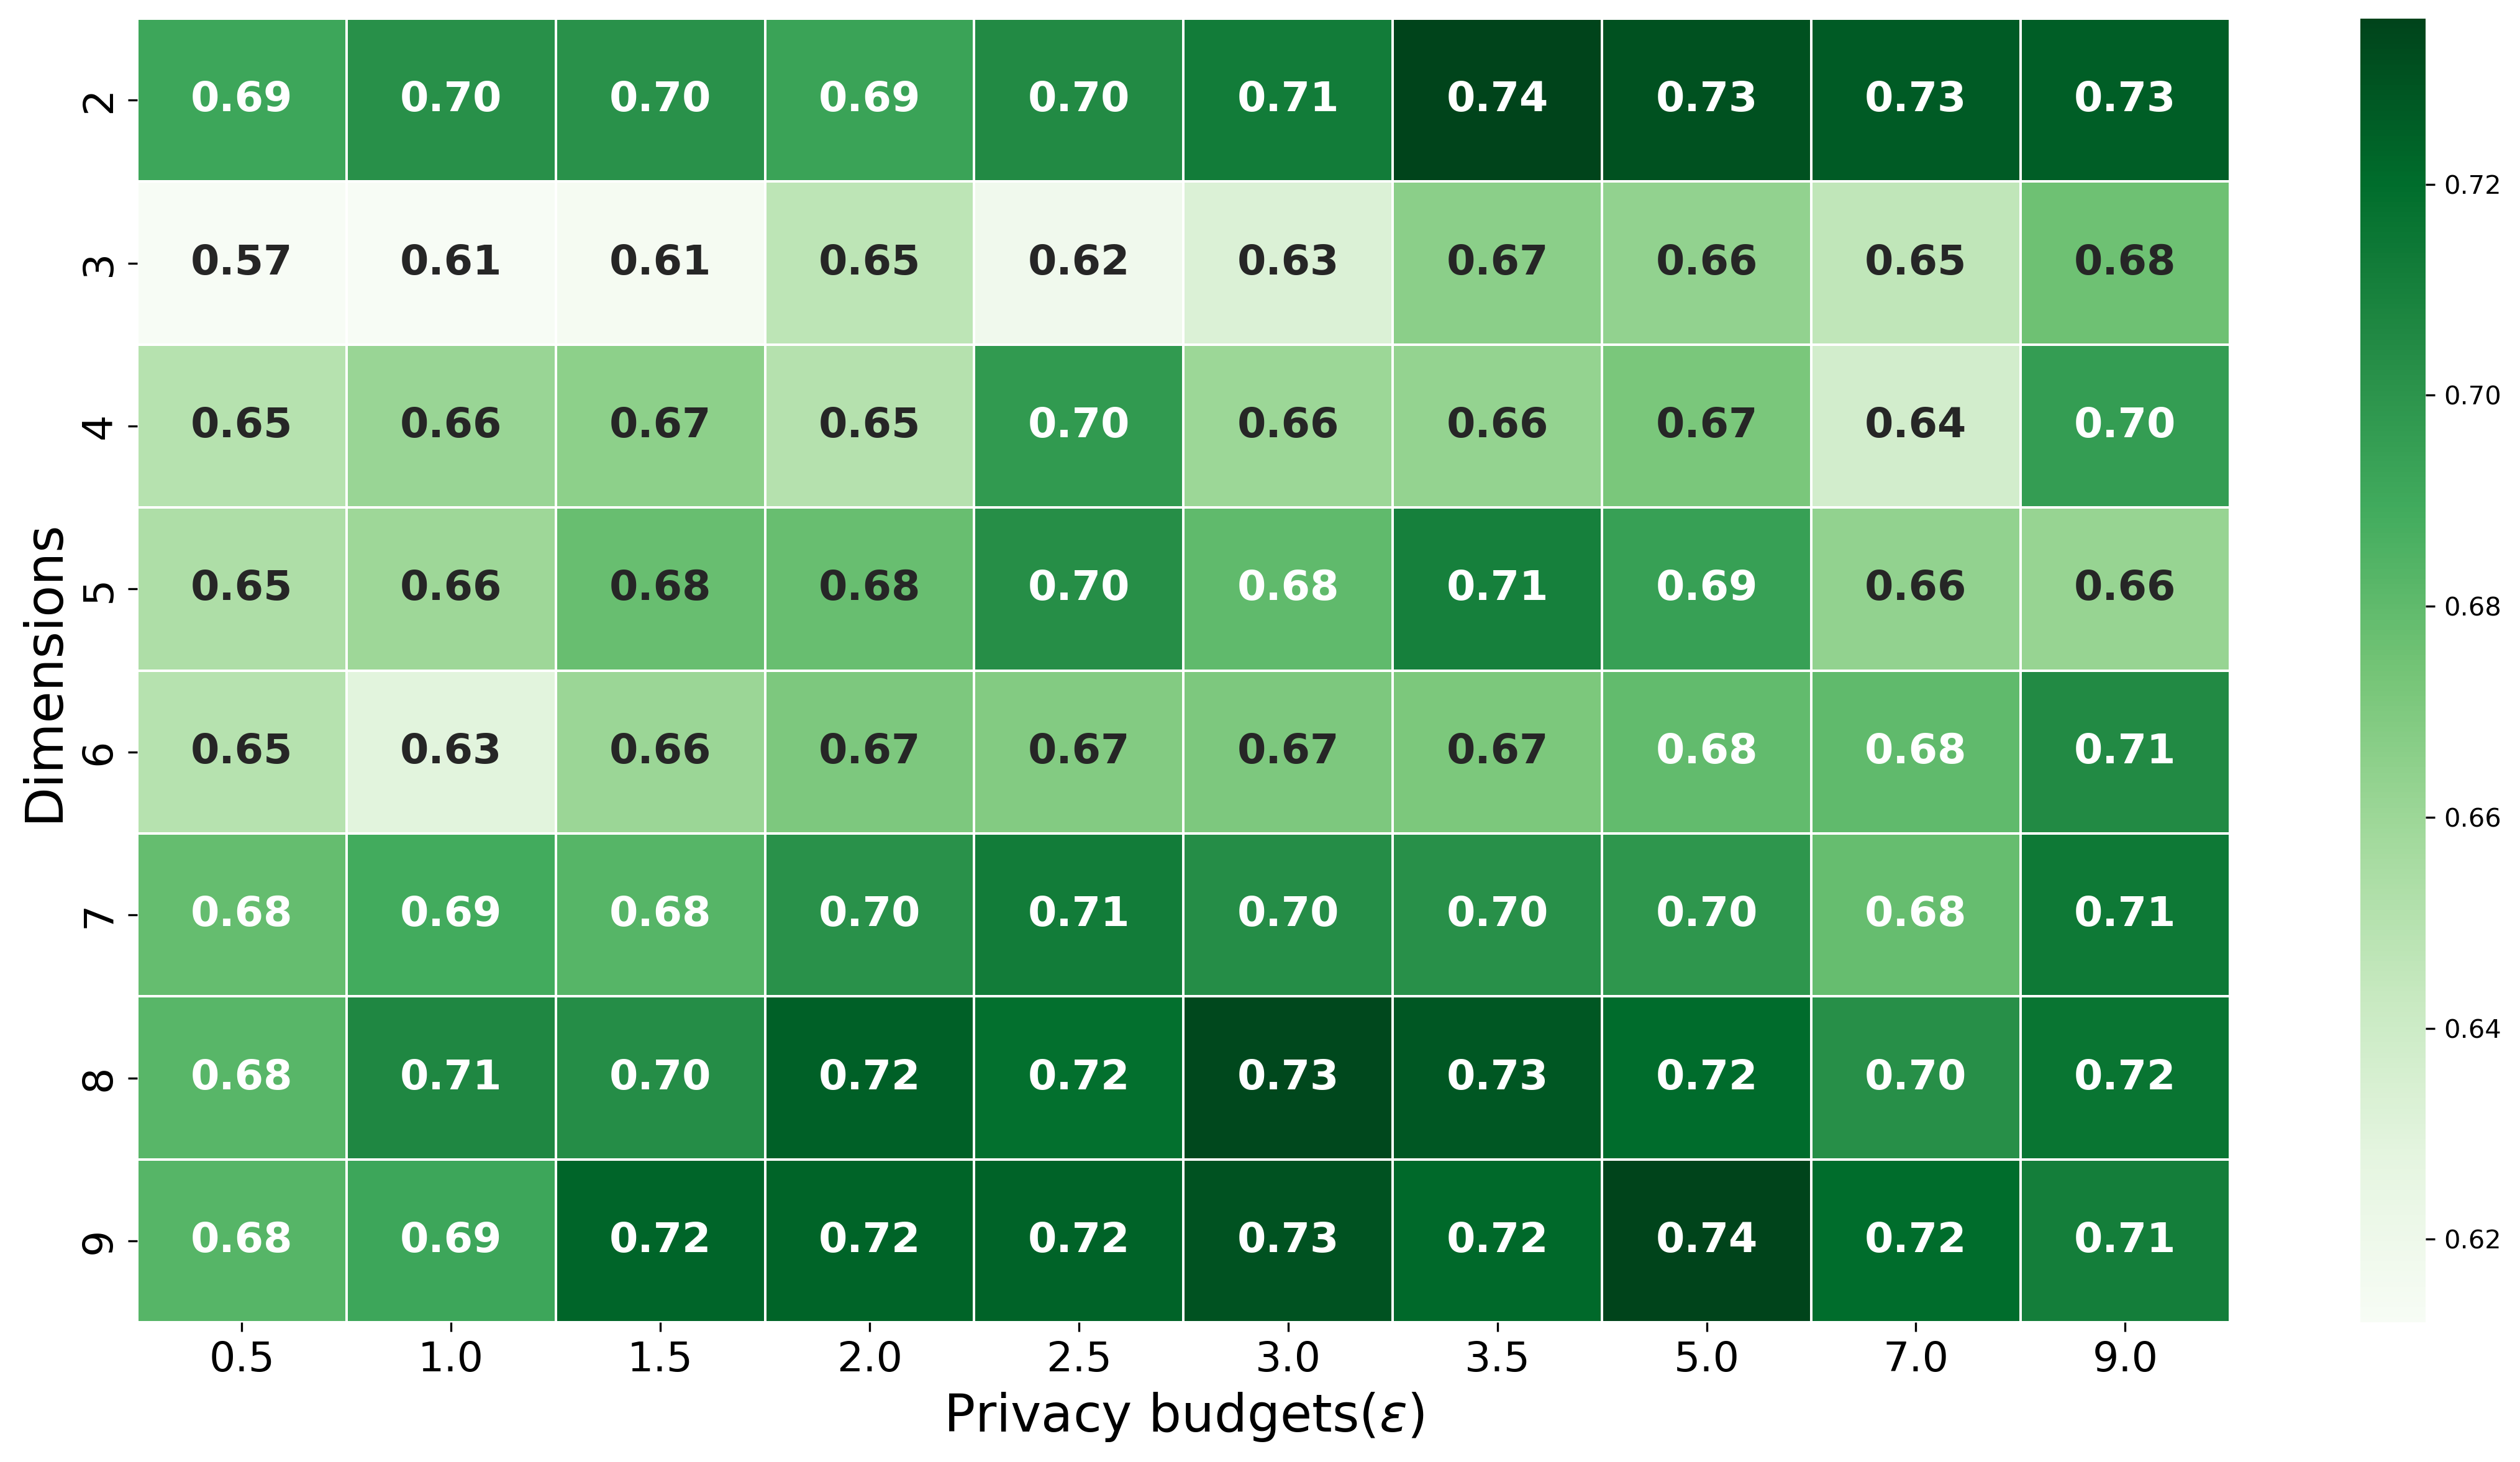 2 0.69 0.70 0.70 0.69 0.70 0.71 0.74 0.73 0.73 0.73
3 0.57 0.61 0.61 0.65 0.62 0.63 0.67 0.66 0.65 0.68
4 0.65 0.66 0.67 0.65 0.70 0.66 0.66 0.67 0.64 0.70
5 0.65 0.66 0.68 0.68 0.70 0.68 0.71 0.69 0.66 0.66
6 0.65 0.63 0.66 0.67 0.67 0.67 0.67 0.68 0.68 0.71
7 0.68 0.69 0.68 0.70 0.71 0.70 0.70 0.70 0.68 0.71
8 0.68 0.71 0.70 0.72 0.72 0.73 0.73 0.72 0.70 0.72
9 0.68 0.69 0.72 0.72 0.72 0.73 0.72 0.74 0.72 0.71
0.5 1.0 1.5 2.0 2.5 3.0 3.5 5.0 7.0 9.0
Privacy budgets(ε)
Dimensions
0.72
0.70
0.68
0.66
0.64
0.62